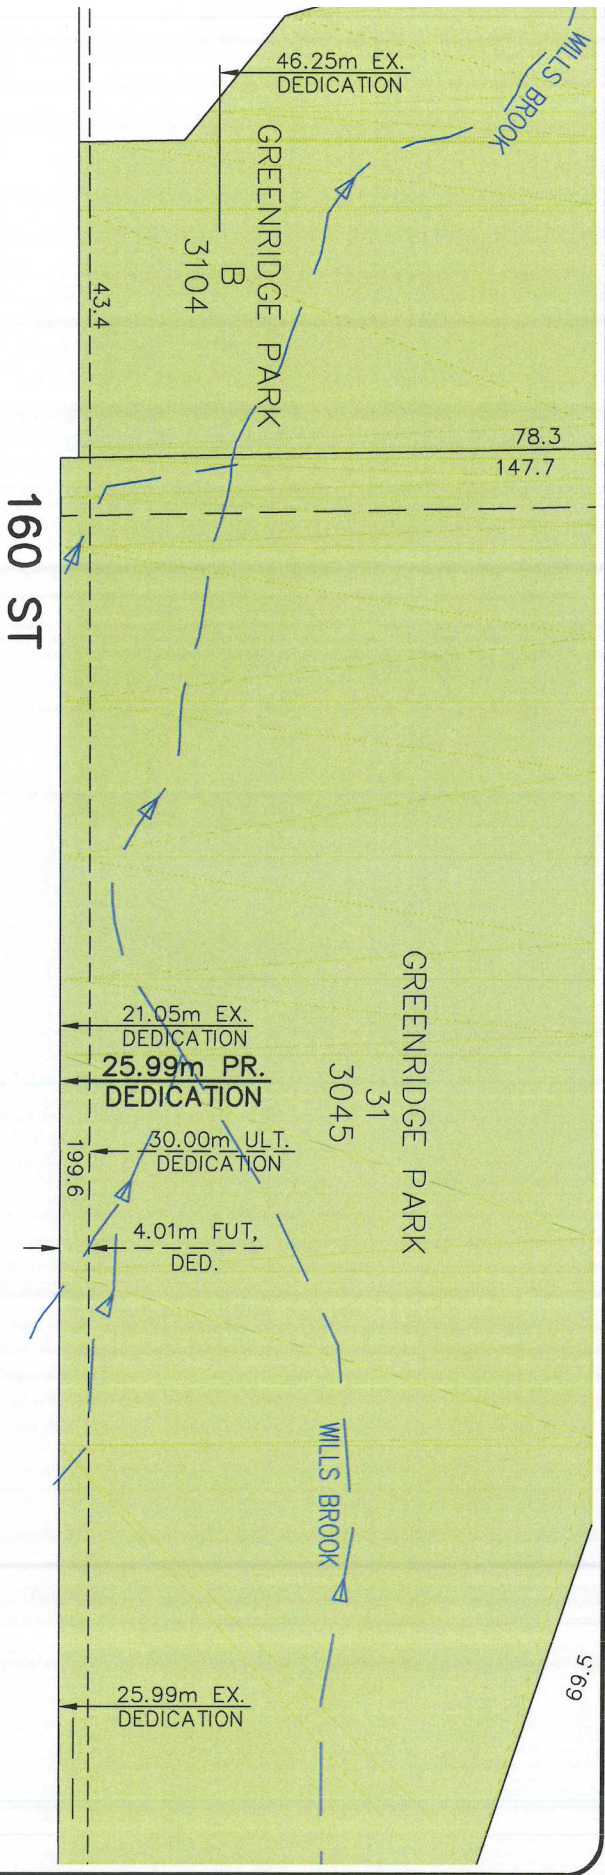 WILLS BROOK
46.25m EX.
DEDICATION
GREENRIDGE PARK
B
3104
43.4
78.3
147.7
160 ST
GREENRIDGE PARK
31
3045
21.05m EX.
DEDICATION
25.99m PR.
DEDICATION
30.00m ULT.
DEDICATION
199.6
4.01m FUT,
DED.
WILLS BROOK
69.5
25.99m EX.
DEDICATION